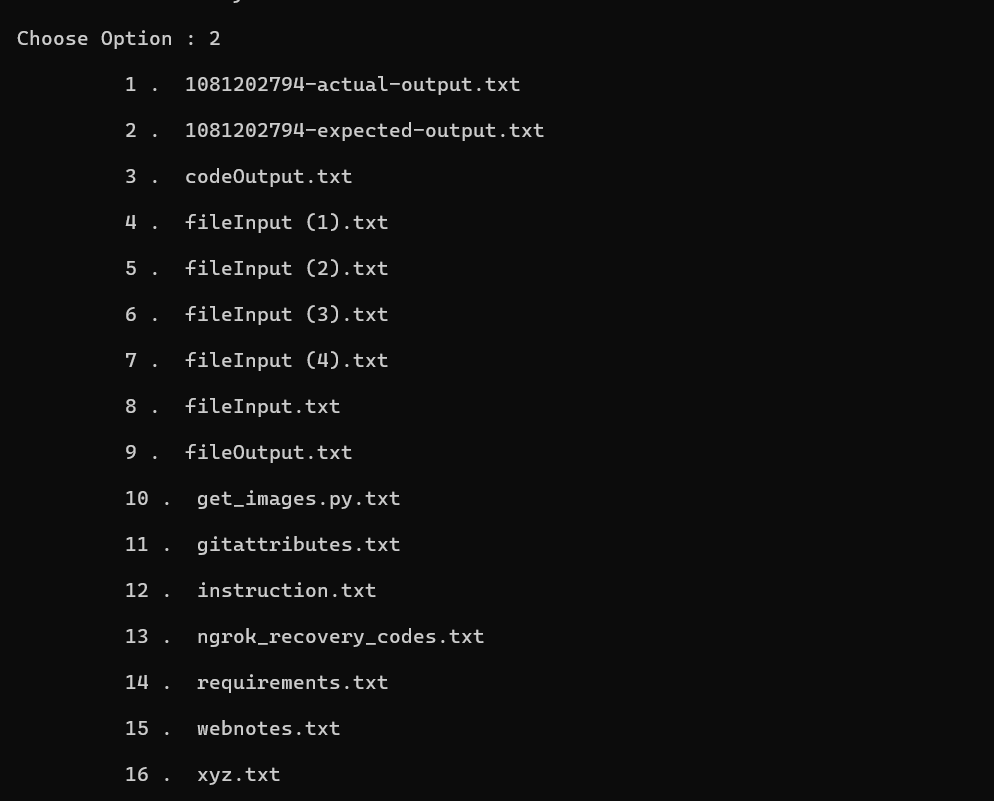 Choose Option : 2
1 .  1081202794-actual-output.txt
2 .  1081202794-expected-output.txt
3 .  codeOutput.txt
4 .  fileInput (1).txt
5 .  fileInput (2).txt
6 .  fileInput (3).txt
7 .  fileInput (4).txt
8 .  fileInput.txt
9 .  fileOutput.txt
10 .  get_images.py.txt
11 .  gitattributes.txt
12 .  instruction.txt
13 .  ngrok_recovery_codes.txt
14 .  requirements.txt
15 .  webnotes.txt
16 .  xyz.txt